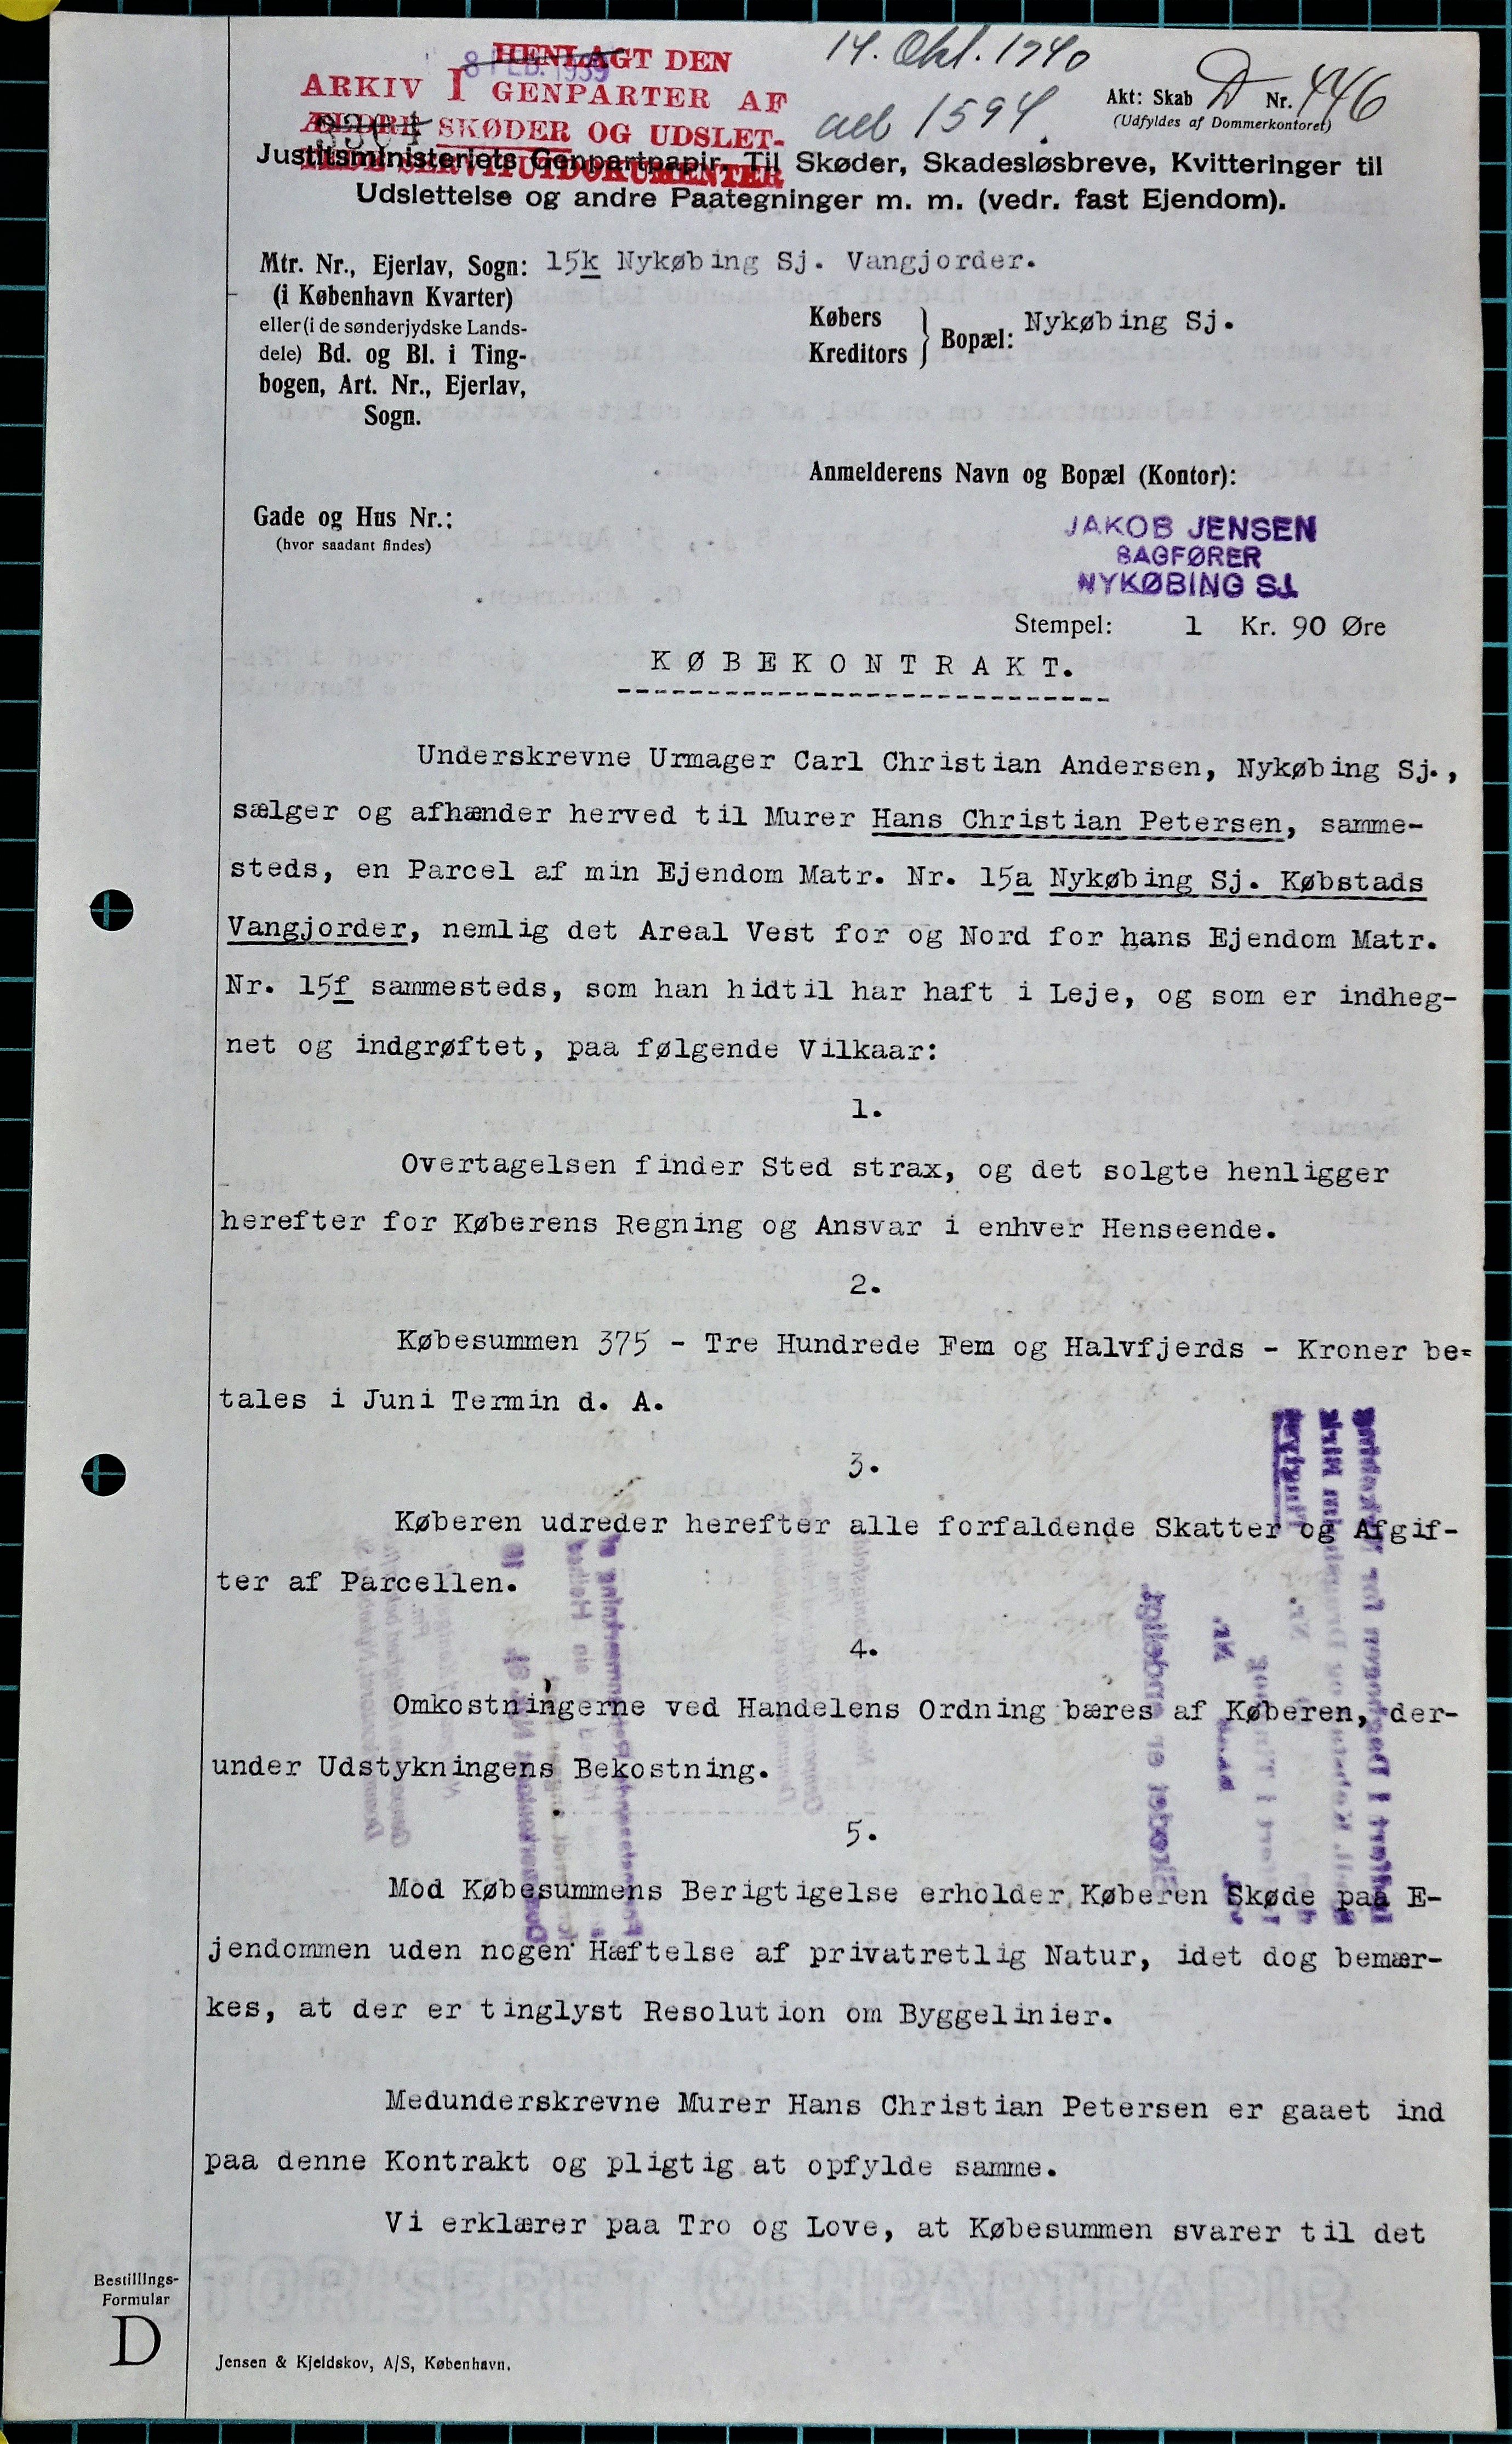 HENLAGT DEN
8 FEB. 1939
14. Okt. 1940
ARKIV I GENPARTER AF
ÆLDRE SKØDER OG UDSLET-
SERVITUTDOKUMENTER
1594.
Akt: Skab D Nr. 446
(Udfyldes af Dommerkontoret)
Justitsministeriets Genpartpapir. Til Skøder, Skadesløsbreve, Kvitteringer til
Udslettelse og andre Paategninger m. m. (vedr. fast Ejendom).
Mtr. Nr., Ejerlav, Sogn: 15k Nykøbing Sj. Vangjorder.
(i København Kvarter)
eller (i de sønderjydske Lands-
dele) Bd. og Bl. i Ting-
bogen, Art. Nr., Ejerlav,
Sogn.
Købers
Kreditors } Bopæl: Nykøbing Sj.
Anmelderens Navn og Bopæl (Kontor):
Gade og Hus Nr.:
(hvor saadant findes)
JAKOB JENSEN
SAGFØRER
NYKØBING SJ.
Stempel: 1 Kr. 90 Øre
KØBEKONTRAKT.
Underskrevne Urmager Carl Christian Andersen, Nykøbing Sj.,
sælger og afhænder herved til Murer Hans Christian Petersen, samme-
steds, en Parcel af min Ejendom Matr. Nr. 15a Nykøbing Sj. Købstads
Vangjorder, nemlig det Areal Vest for og Nord for hans Ejendom Matr.
Nr. 15f sammesteds, som han hidtil har haft i Leje, og som er indheg-
net og indgrøftet, paa følgende Vilkaar:
1.
Overtagelsen finder Sted strax, og det solgte henligger
herefter for Køberens Regning og Ansvar i enhver Henseende.
2.
Købesummen 375 - Tre Hundrede Fem og Halvfjerds - Kroner be=
tales i Juni Termin d. A.
3.
Køberen udreder herefter alle forfaldende Skatter og Afgif-
ter af Parcellen.
4.
Omkostningerne ved Handelens Ordning bæres af Køberen, der-
under Udstykningens Bekostning.
5.
Mod Købesummens Berigtigelse erholder Køberen Skøde paa E-
jendommen uden nogen Hæftelse af privatretlig Natur, idet dog bemær-
kes, at der er tinglyst Resolution om Byggelinier.
Medunderskrevne Murer Hans Christian Petersen er gaaet ind
paa denne Kontrakt og pligtig at opfylde samme.
Vi erklærer paa Tro og Love, at Købesummen svarer til det
Bestillings-
Formular
D
Jensen & Kjeldskov, A/S, København.